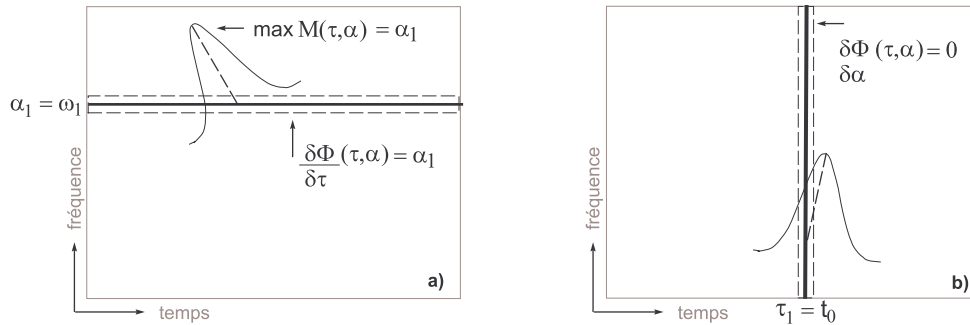 max M(τ,α) = α₁
α₁ = ω₁
δΦ (τ,α) = α₁
δτ
fréquence
temps
a)
δΦ (τ,α) = 0
δα
fréquence
temps
τ₁ = t₀
b)